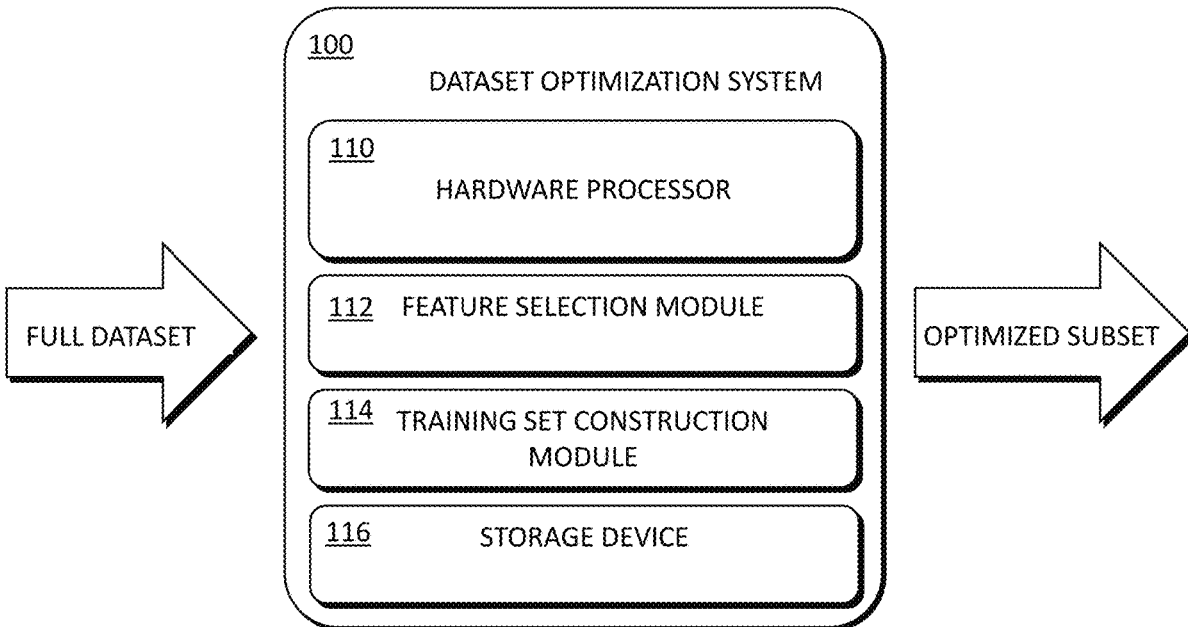 100
DATASET OPTIMIZATION SYSTEM
110
HARDWARE PROCESSOR
FULL DATASET
112 FEATURE SELECTION MODULE
OPTIMIZED SUBSET
114 TRAINING SET CONSTRUCTION
MODULE
116 STORAGE DEVICE